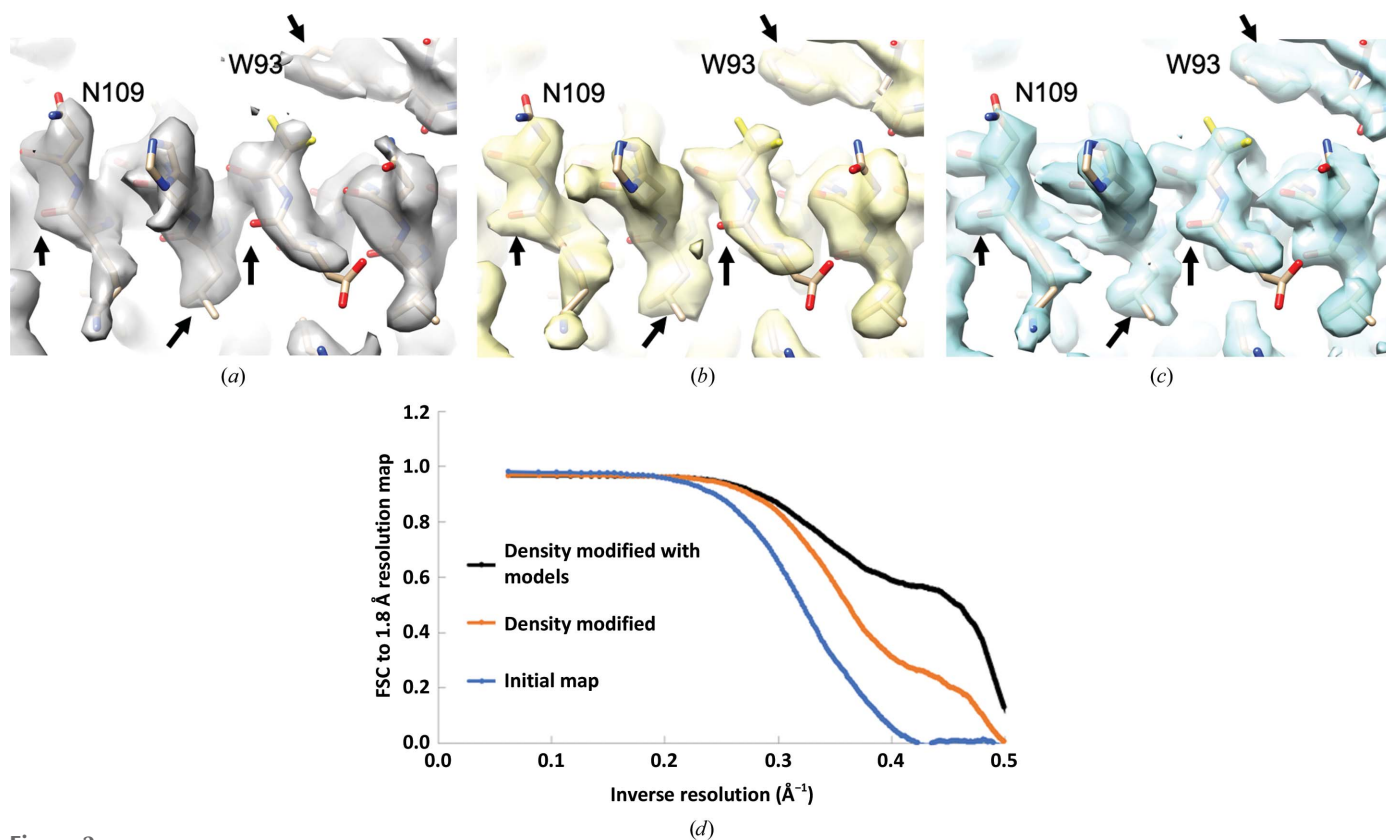 W93
N109
W93
N109
W93
N109
(a)
(b)
(c)
1.2
1.0
0.8
0.6
0.4
0.2
0.0
FSC to 1.8 Å resolution map
Density modified with
models
Density modified
Initial map
0.0 0.1 0.2 0.3 0.4 0.5
Inverse resolution (Å⁻¹)
(d)